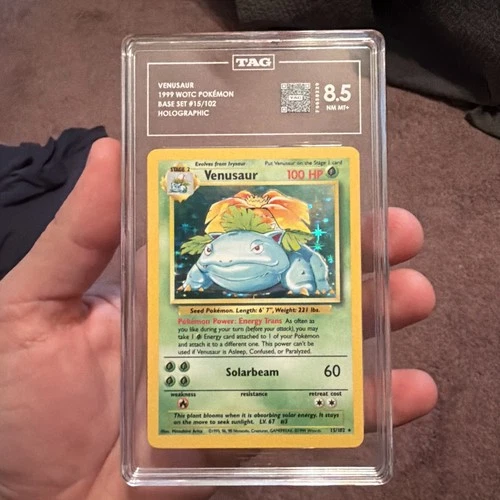 TAG
VENUSAUR
1999 WOTC POKÉMON
BASE SET #15/102
HOLOGRAPHIC
8.5
NM MT+
Evolves from Ivysaur Put Venusaur on the Stage 1 card
STAGE 2
Venusaur 100 HP
Seed Pokémon. Length: 6' 7", Weight: 221 lbs.
Pokémon Power: Energy Trans As often as
you like during your turn (before your attack), you may
take 1 Energy card attached to 1 of your Pokémon
and attach it to a different one. This power can't be
used if Venusaur is Asleep, Confused, or Paralyzed.
Solarbeam 60
weakness resistance retreat cost
This plant blooms when it is absorbing solar energy. It stays
on the move to seek sunlight. LV. 67 #3
15/102 ★